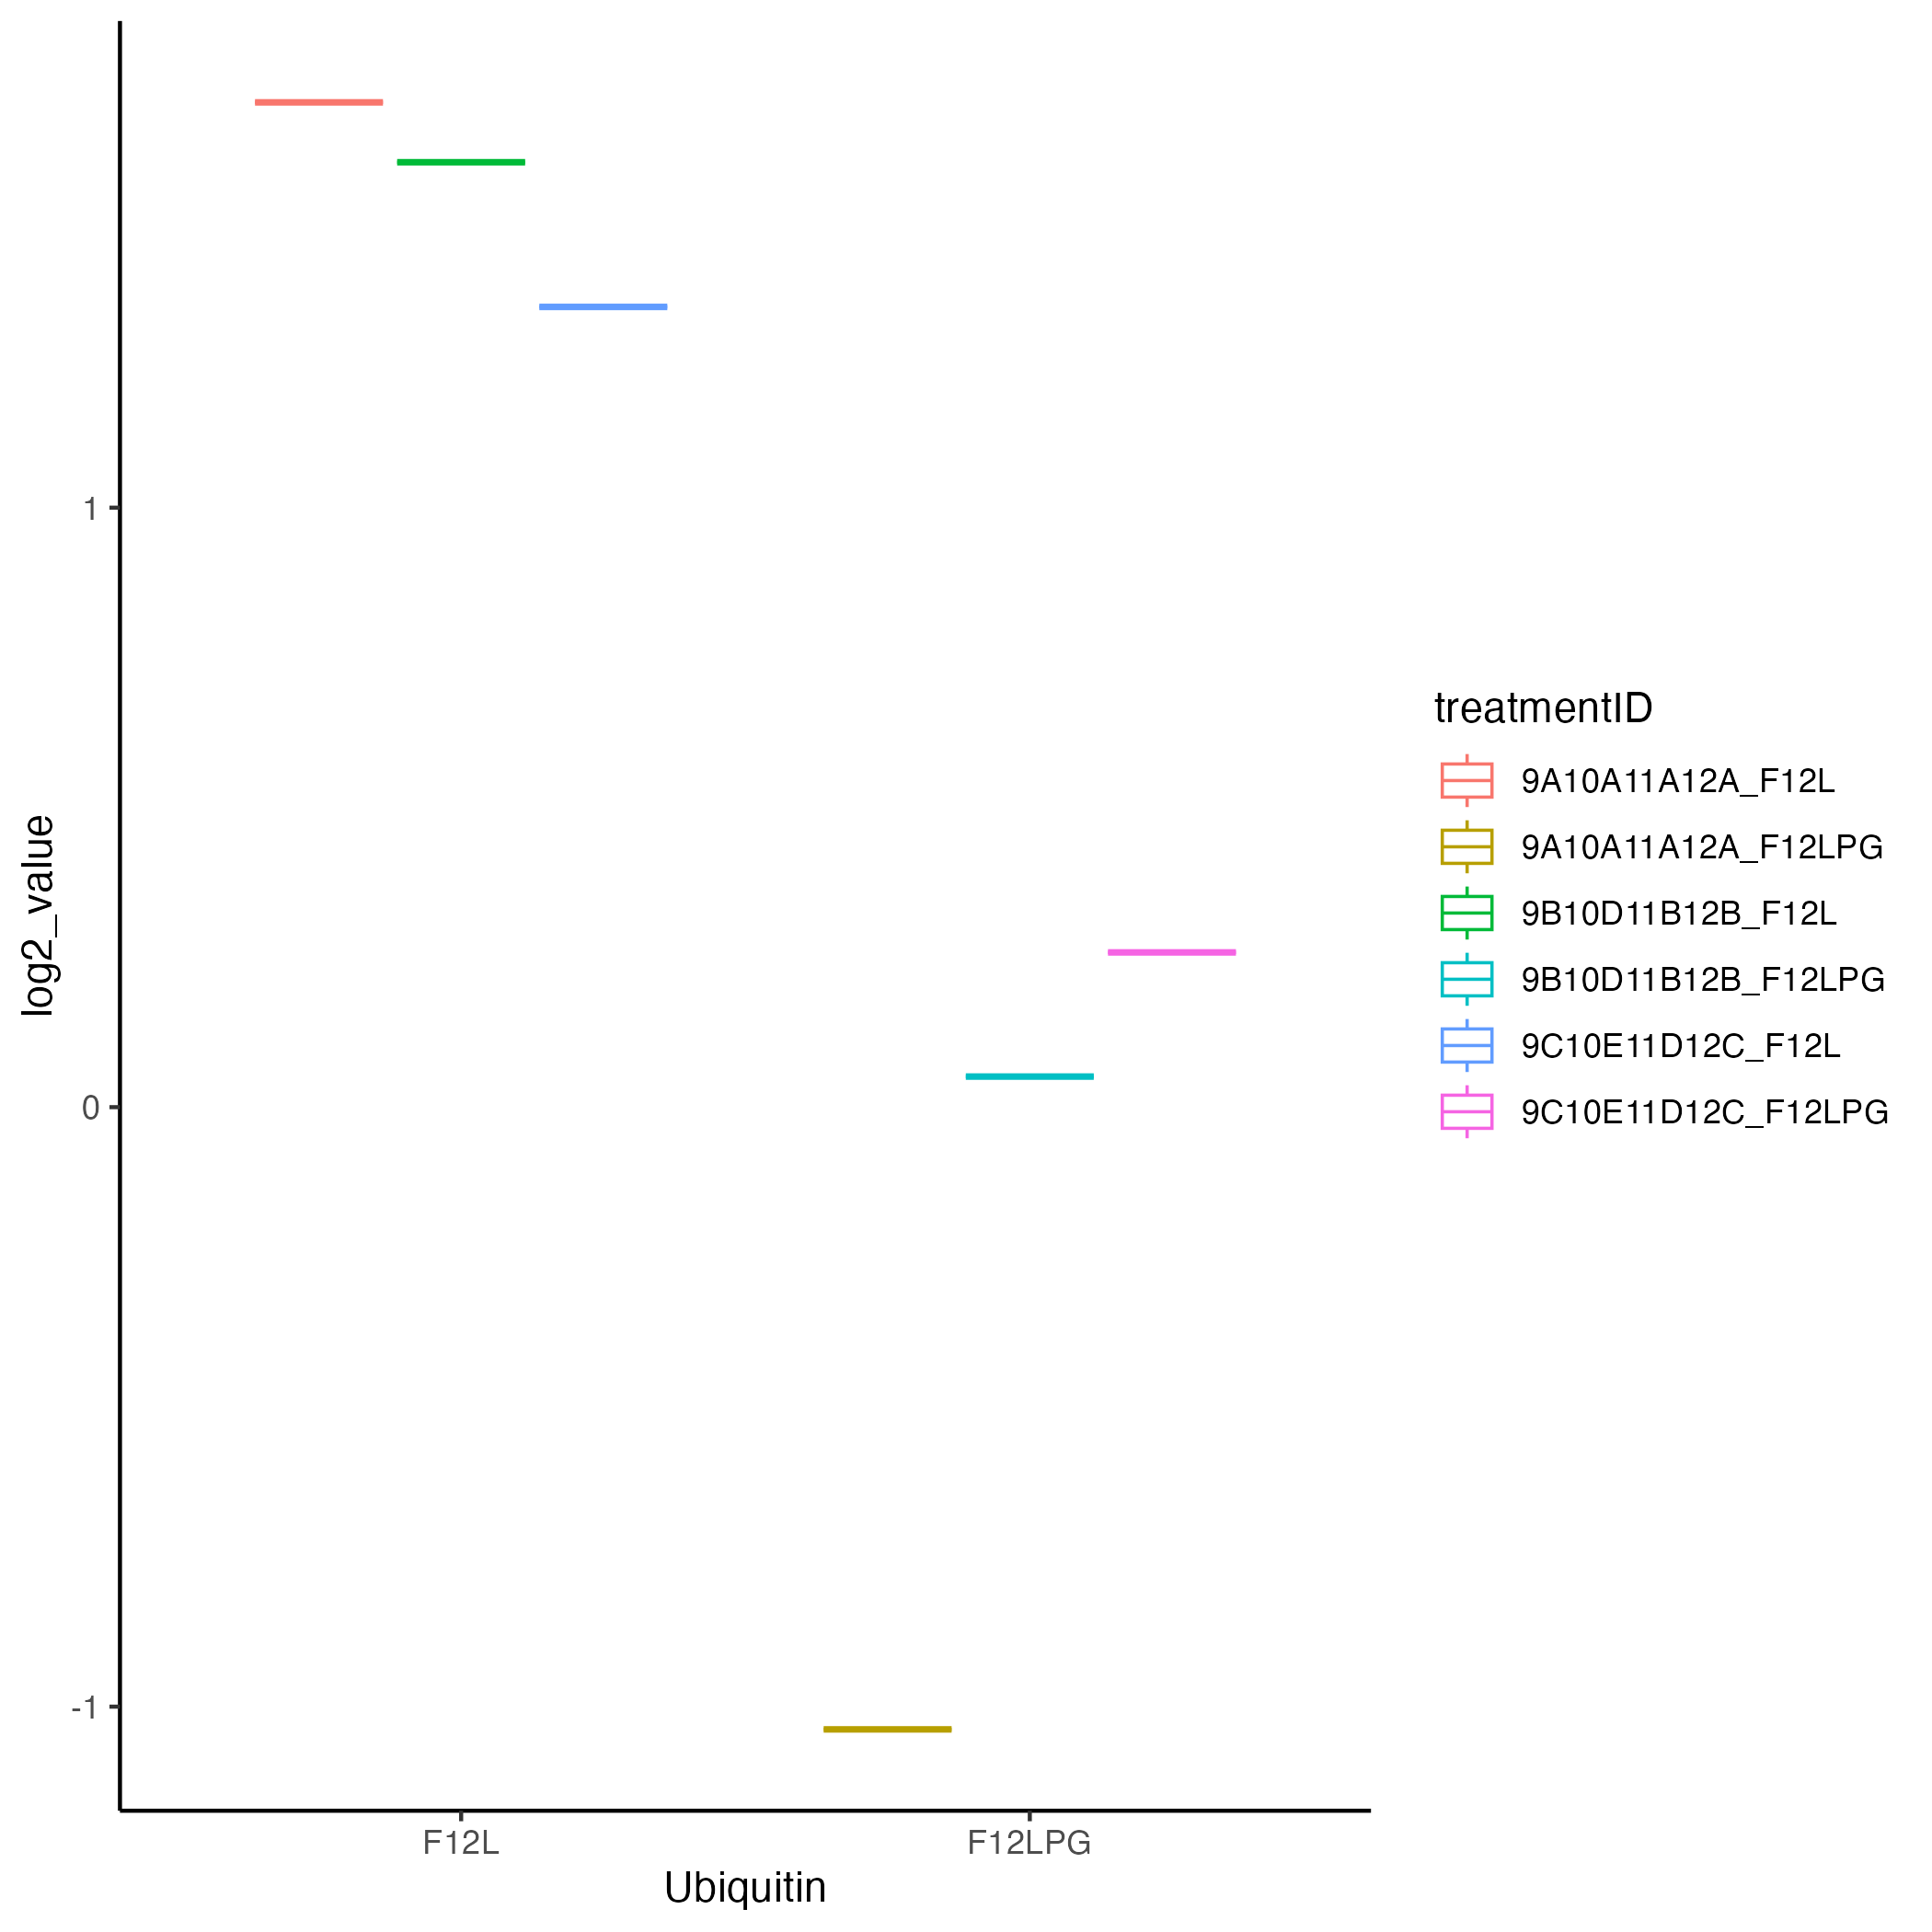 log2_value
1
0
-1
F12L
F12LPG
Ubiquitin
treatmentID
9A10A11A12A_F12L
9A10A11A12A_F12LPG
9B10D11B12B_F12L
9B10D11B12B_F12LPG
9C10E11D12C_F12L
9C10E11D12C_F12LPG